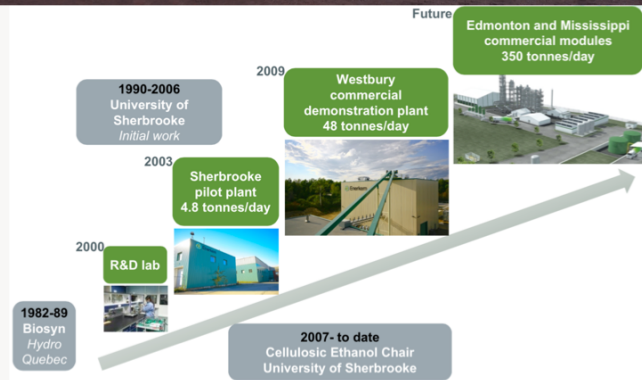 Future
Edmonton and Mississippi
commercial modules
350 tonnes/day
2009
Westbury
commercial
demonstration plant
48 tonnes/day
1990-2006
University of
Sherbrooke
Initial work
2003
Sherbrooke
pilot plant
4.8 tonnes/day
2000
R&D lab
1982-89
Biosyn
Hydro
Quebec
2007- to date
Cellulosic Ethanol Chair
University of Sherbrooke